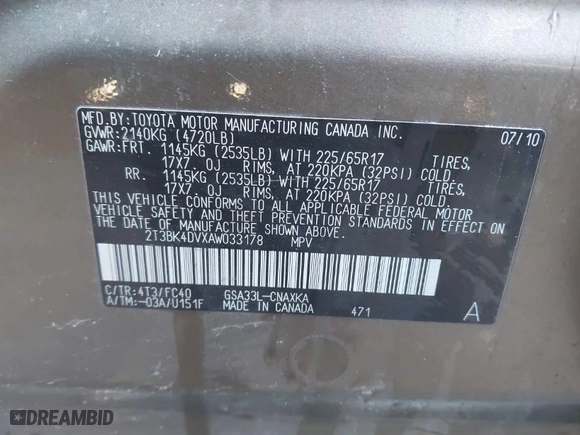 MFD.BY:TOYOTA MOTOR MANUFACTURING CANADA INC.
GVWR:2140KG (4720LB) 07/10
GAWR:FRT. 1145KG (2535LB) WITH 225/65R17 TIRES,
17X7. 0J RIMS, AT 220KPA (32PSI) COLD.
RR. 1145KG (2535LB) WITH 225/65R17 TIRES,
17X7. 0J RIMS, AT 220KPA (32PSI) COLD.
THIS VEHICLE CONFORMS TO ALL APPLICABLE FEDERAL MOTOR
VEHICLE SAFETY AND THEFT PREVENTION STANDARDS IN EFFECT ON
THE DATE OF MANUFACTURE SHOWN ABOVE.
2T3BK4DVXAW033178 MPV
C/TR:4T3/FC40 GSA33L-CNAXKA
A/TM:-03A/U151F MADE IN CANADA 471 A
DREAMBID